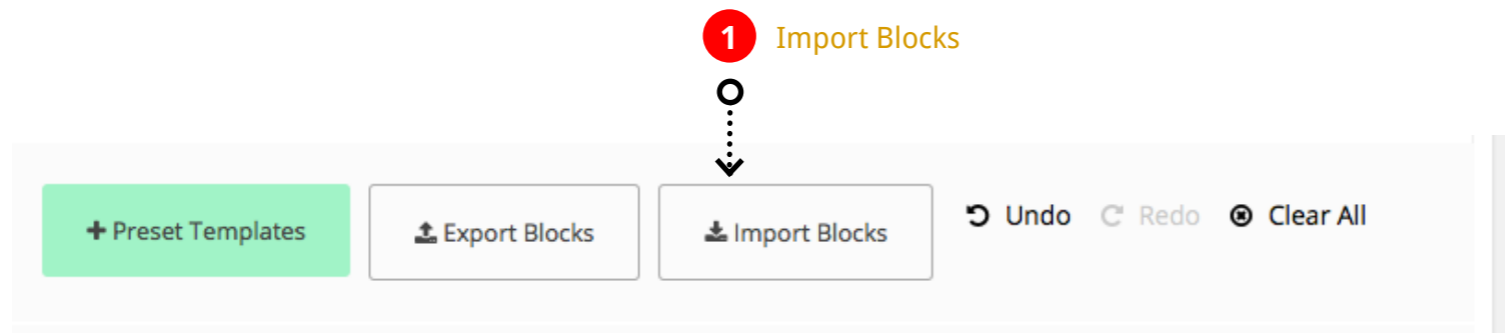 1 Import Blocks
+ Preset Templates Export Blocks Import Blocks Undo Redo Clear All